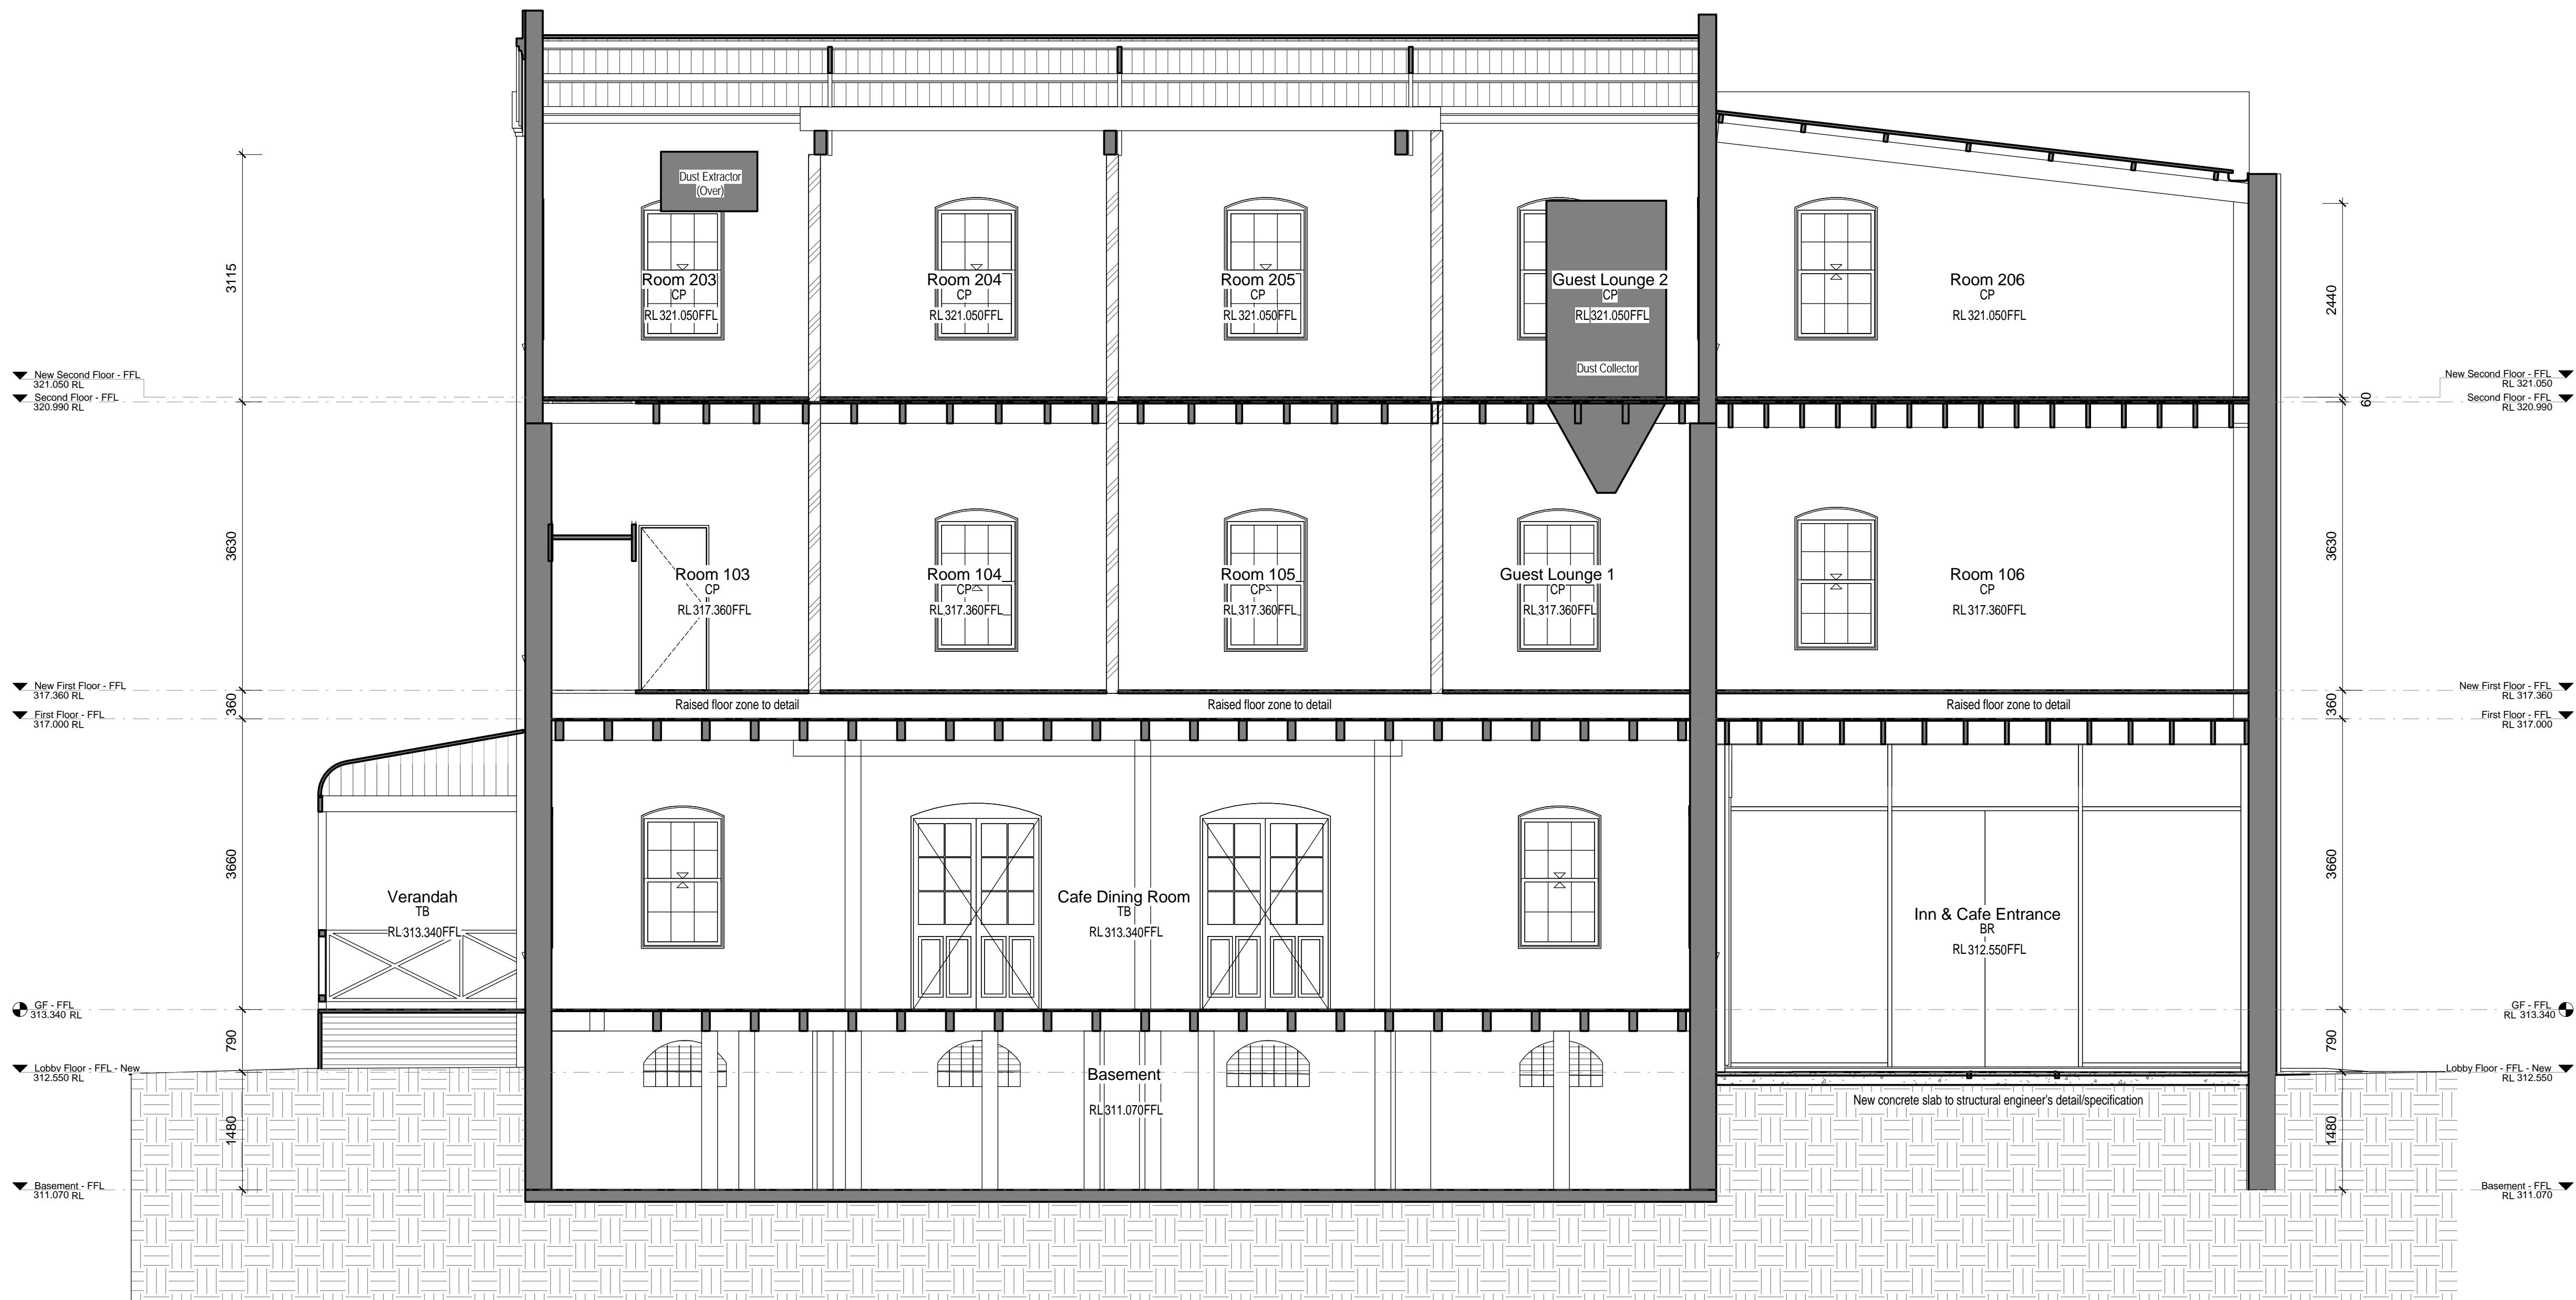 Dust Extractor
(Over)
Room 203
CP
RL 321.050FFL
Room 204
CP
RL 321.050FFL
Room 205
CP
RL 321.050FFL
Guest Lounge 2
CP
RL 321.050FFL
Dust Collector
Room 206
CP
RL 321.050FFL
3115
2440
New Second Floor - FFL
321.050 RL
Second Floor - FFL
320.990 RL
New Second Floor - FFL
RL 321.050
Second Floor - FFL
RL 320.990
60
3630
3630
Room 103
CP
RL 317.360FFL
Room 104
CP
RL 317.360FFL
Room 105
CP
RL 317.360FFL
Guest Lounge 1
CP
RL 317.360FFL
Room 106
CP
RL 317.360FFL
New First Floor - FFL
317.360 RL
First Floor - FFL
317.000 RL
360
Raised floor zone to detail
Raised floor zone to detail
Raised floor zone to detail
360
New First Floor - FFL
RL 317.360
First Floor - FFL
RL 317.000
3660
3660
Verandah
TB
RL 313.340FFL
Cafe Dining Room
TB
RL 313.340FFL
Inn & Cafe Entrance
BR
RL 312.550FFL
GF - FFL
313.340 RL
GF - FFL
RL 313.340
790
790
Lobby Floor - FFL - New
312.550 RL
Lobby Floor - FFL - New
RL 312.550
Basement
RL 311.070FFL
New concrete slab to structural engineer's detail/specification
1480
1480
Basement - FFL
311.070 RL
Basement - FFL
RL 311.070